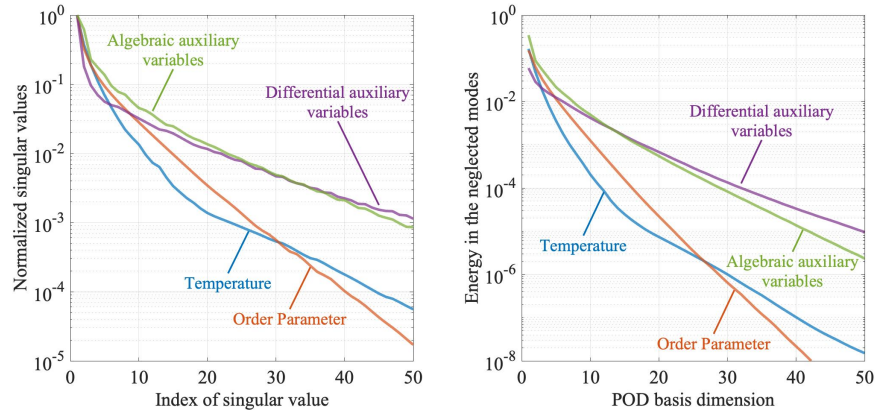 Normalized singular values
10^0
10^-1
10^-2
10^-3
10^-4
10^-5
Algebraic auxiliary
variables
Differential auxiliary
variables
Temperature
Order Parameter
0 10 20 30 40 50
Index of singular value
Energy in the neglected modes
10^0
10^-2
10^-4
10^-6
10^-8
Differential auxiliary
variables
Temperature
Algebraic auxiliary
variables
Order Parameter
0 10 20 30 40 50
POD basis dimension